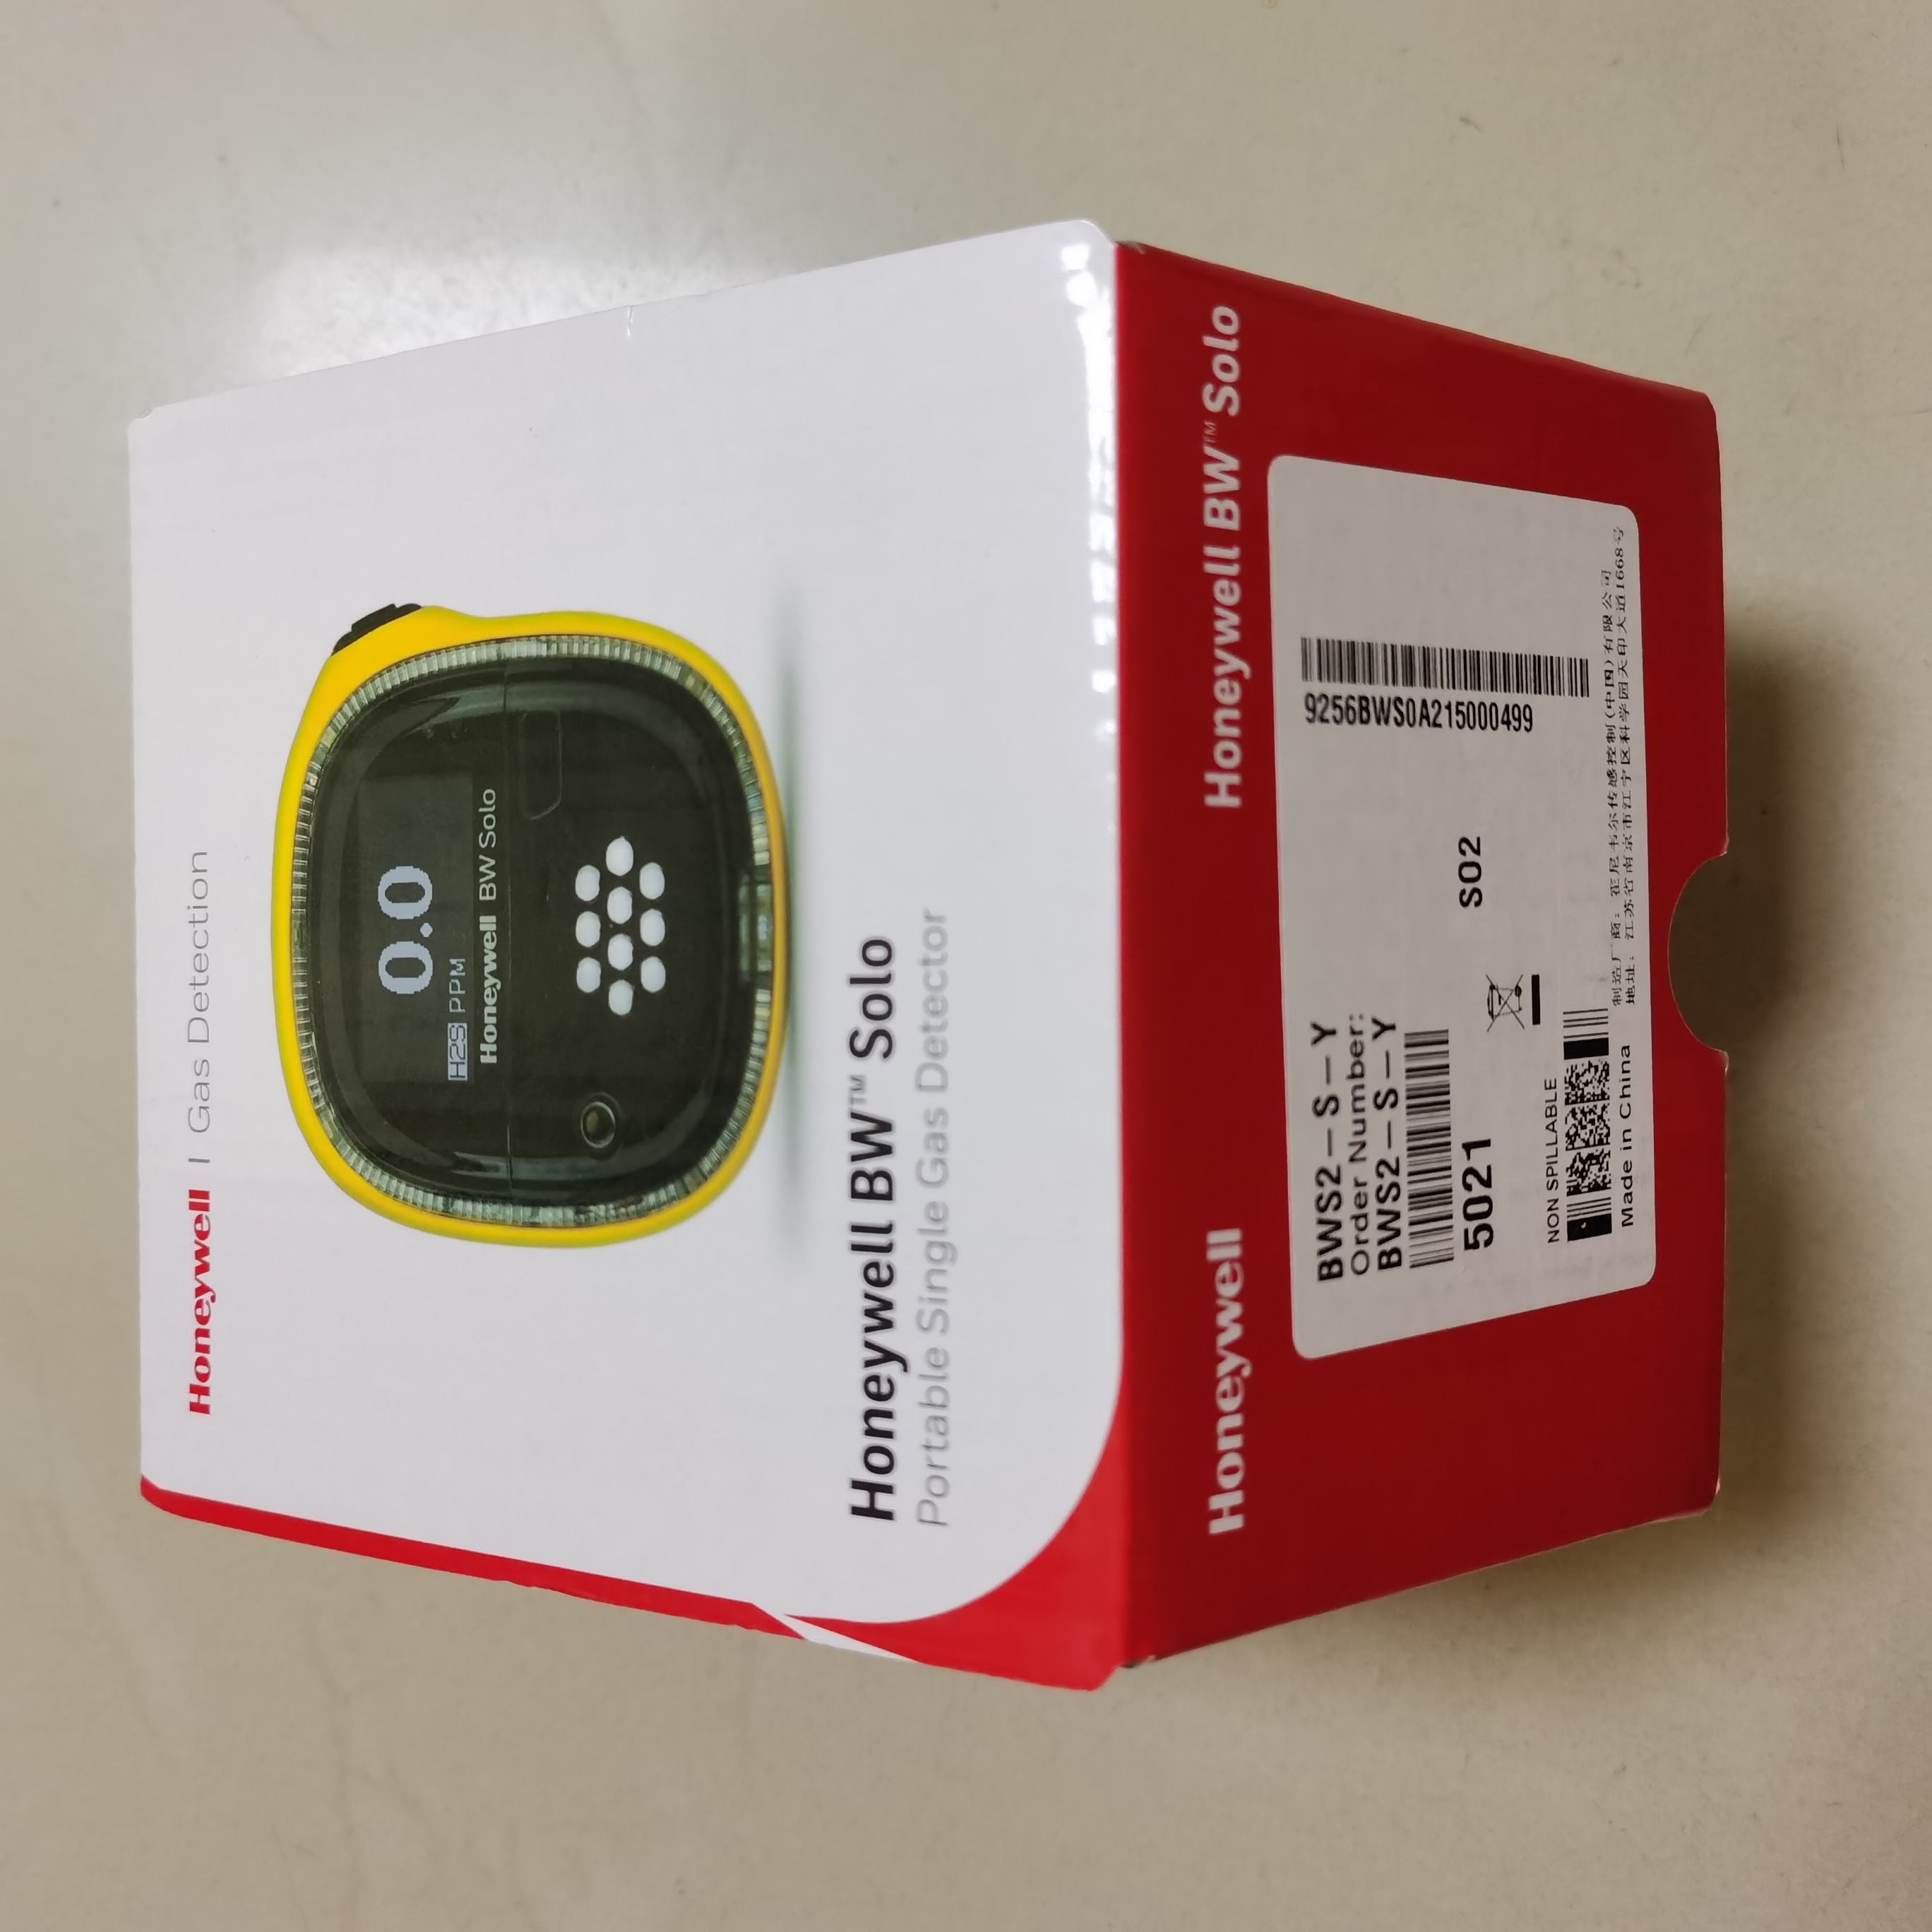 Honeywell | Gas Detection
0.0
H2S PPM
Honeywell BW Solo
Honeywell BW™ Solo
Portable Single Gas Detector
Honeywell
Honeywell BW™ Solo
BWS2-S-Y
Order Number:
BWS2-S-Y
5021
SO2
9256BWS0A215000499
NON SPILLABLE
Made in China
制造厂商: 霍尼韦尔传感控制(中国)有限公司
地址: 江苏省南京市江宁区科学园天印大道1668号